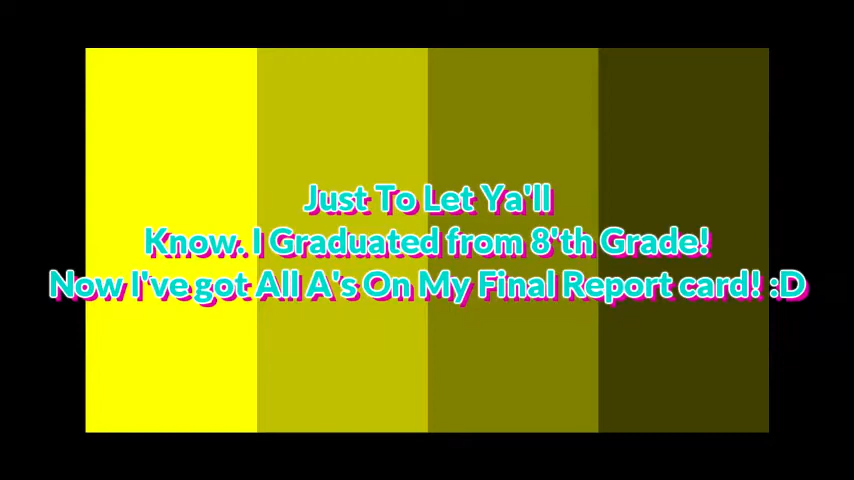 Just To Let Ya'll
Know. I Graduated from 8'th Grade!
Now I've got All A's On My Final Report card! :D